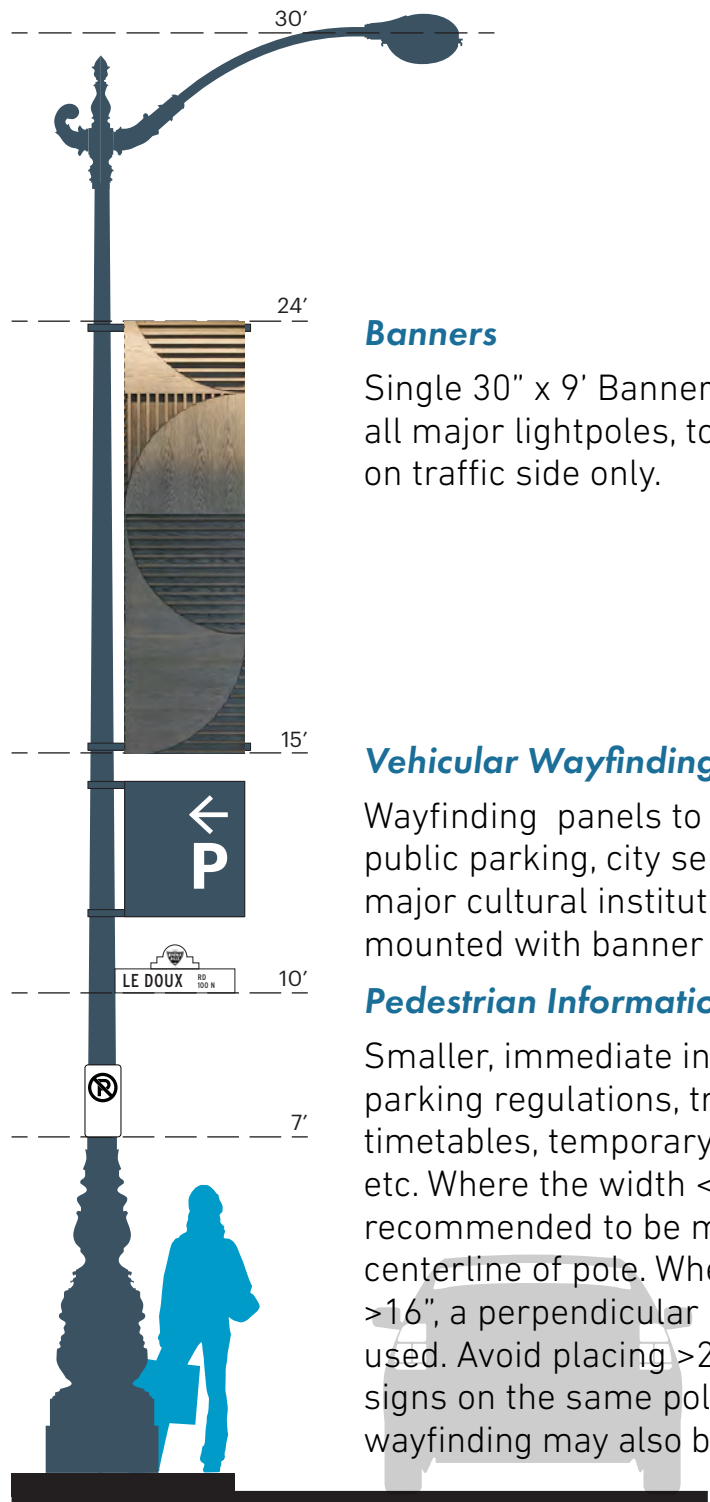 30’
24’
Banners
Single 30” x 9’ Banner
all major lightpoles, to
on traffic side only.
15’
Vehicular Wayfinding
Wayfinding panels to
public parking, city se
major cultural institut
mounted with banner
←
P
LE DOUX RD
100 N
10’
Pedestrian Informatio
Smaller, immediate in
parking regulations, tr
P
7’
timetables, temporary
etc. Where the width <
recommended to be m
centerline of pole. Whe
>16”, a perpendicular
used. Avoid placing >2
signs on the same pol
wayfinding may also b